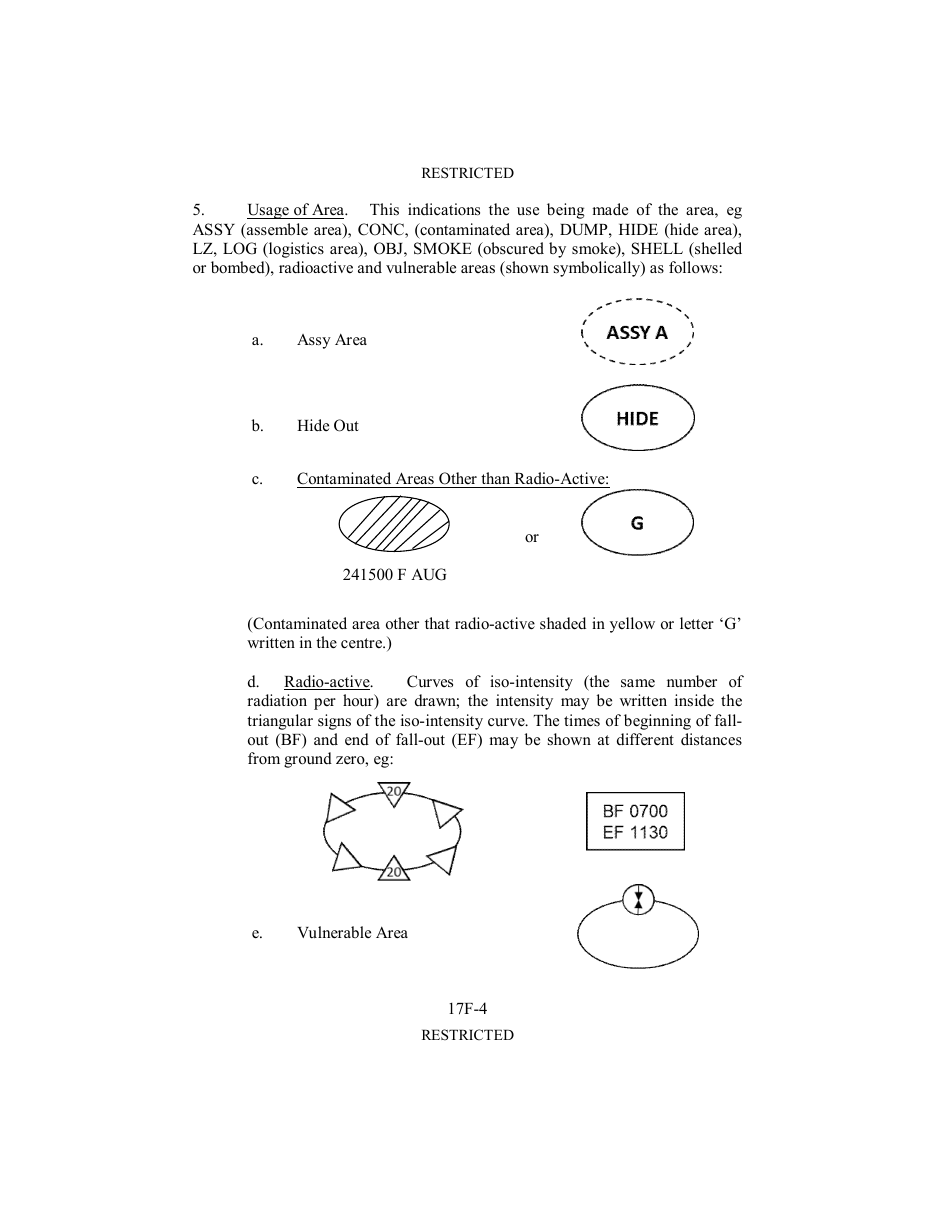 RESTRICTED
5. Usage of Area. This indications the use being made of the area, eg
ASSY (assemble area), CONC, (contaminated area), DUMP, HIDE (hide area),
LZ, LOG (logistics area), OBJ, SMOKE (obscured by smoke), SHELL (shelled
or bombed), radioactive and vulnerable areas (shown symbolically) as follows:
a. Assy Area
ASSY A
b. Hide Out
HIDE
c. Contaminated Areas Other than Radio-Active:
or
G
241500 F AUG
(Contaminated area other that radio-active shaded in yellow or letter ‘G’
written in the centre.)
d. Radio-active. Curves of iso-intensity (the same number of
radiation per hour) are drawn; the intensity may be written inside the
triangular signs of the iso-intensity curve. The times of beginning of fall-
out (BF) and end of fall-out (EF) may be shown at different distances
from ground zero, eg:
20
20
BF 0700
EF 1130
e. Vulnerable Area
17F-4
RESTRICTED